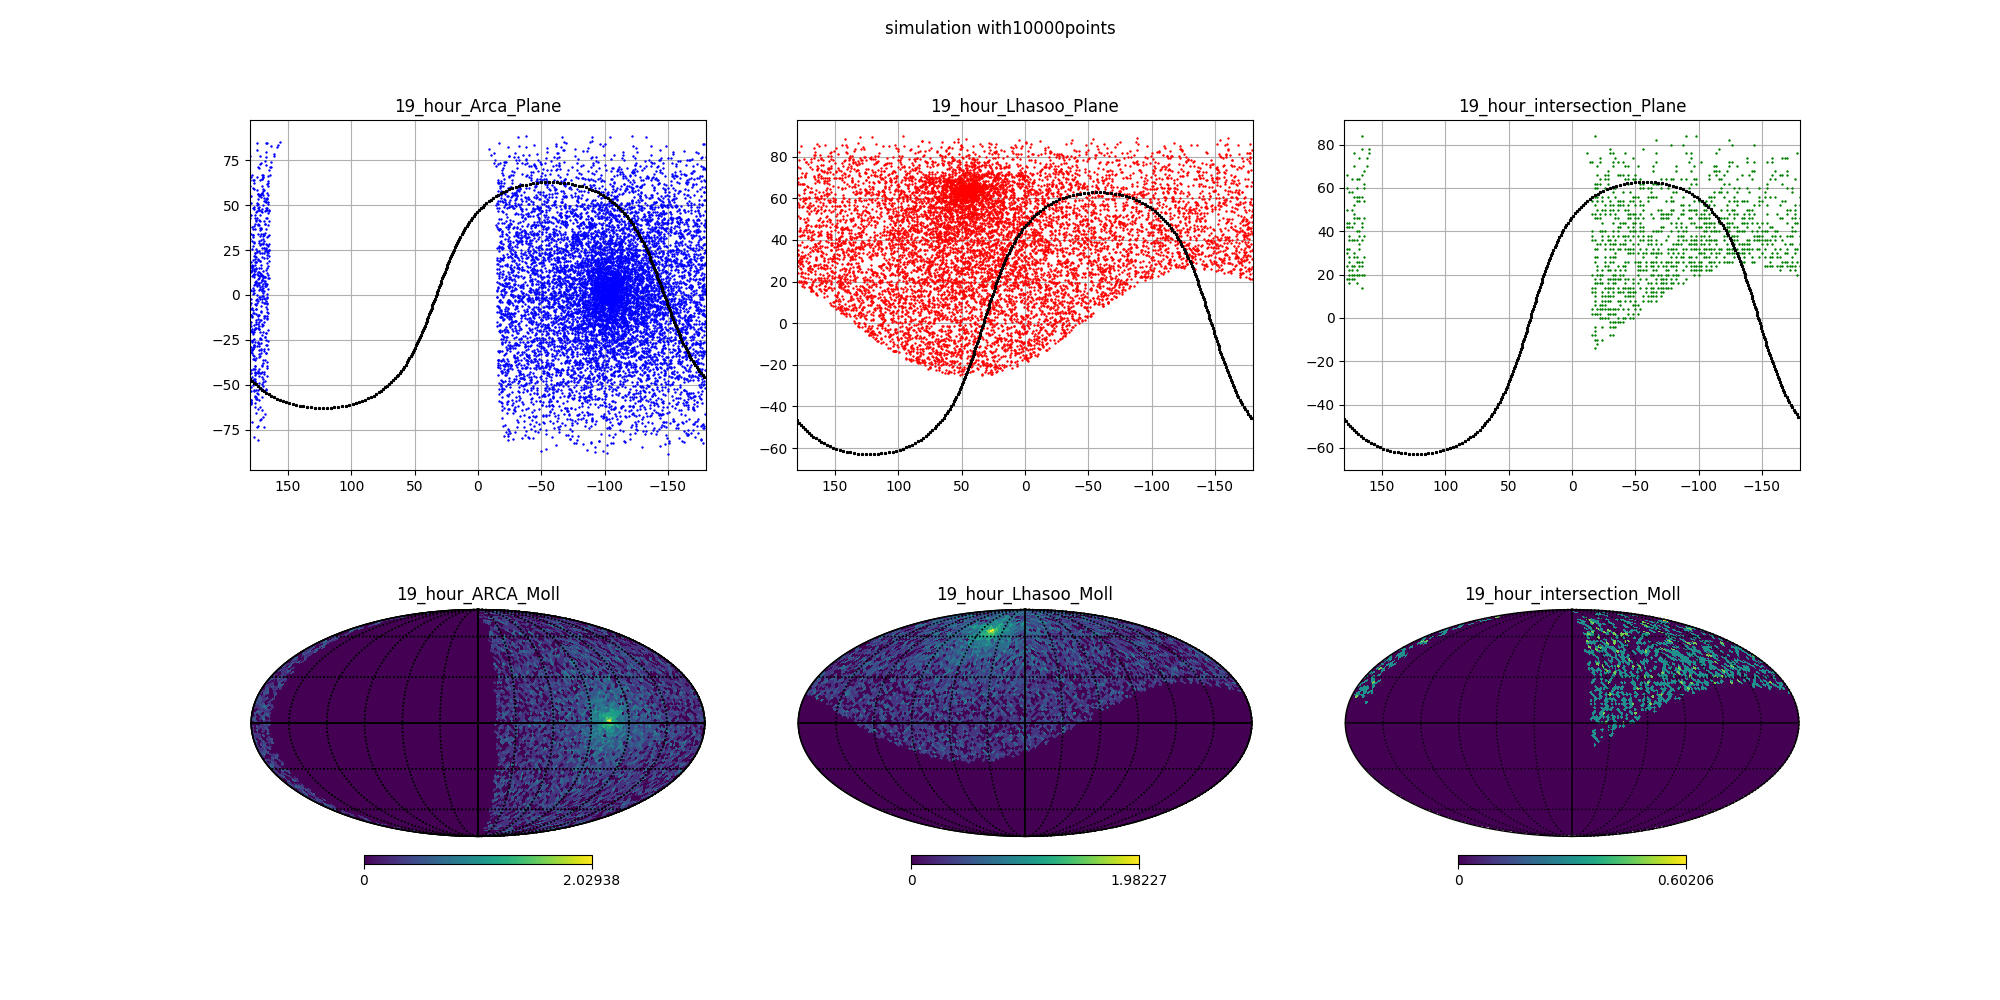 simulation with10000points
19_hour_Arca_Plane
19_hour_Lhasoo_Plane
19_hour_intersection_Plane
75
50
25
0
−25
−50
−75
150 100 50 0 −50 −100 −150
80
60
40
20
0
−20
−40
−60
150 100 50 0 −50 −100 −150
80
60
40
20
0
−20
−40
−60
150 100 50 0 −50 −100 −150
19_hour_ARCA_Moll
19_hour_Lhasoo_Moll
19_hour_intersection_Moll
0 2.02938
0 1.98227
0 0.60206